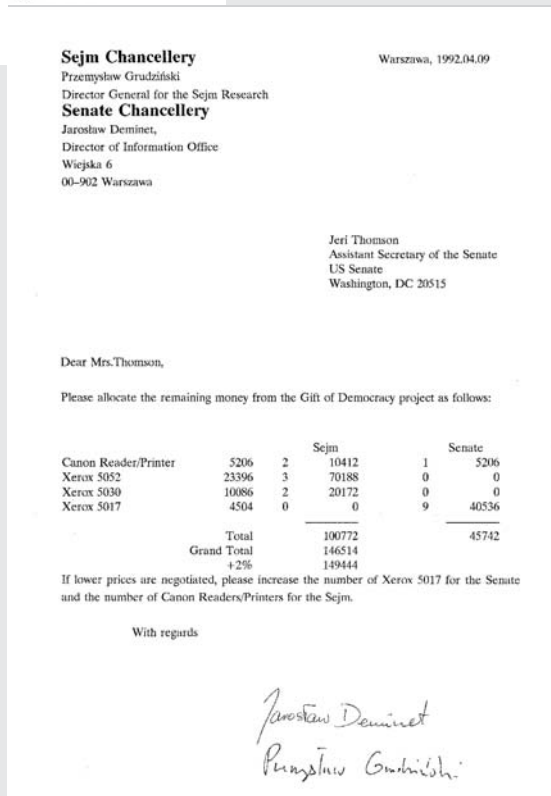 Sejm Chancellery
Warszawa, 1992.04.09
Przemysław Grudziński
Director General for the Sejm Research
Senate Chancellery
Jarosław Deminet,
Director of Information Office
Wiejska 6
00-902 Warszawa
Jeri Thomson
Assistant Secretary of the Senate
US Senate
Washington, DC 20515
Dear Mrs.Thomson,
Please allocate the remaining money from the Gift of Democracy project as follows:
Sejm Senate
Canon Reader/Printer 5206 2 10412 1 5206
Xerox 5052 23396 3 70188 0 0
Xerox 5030 10086 2 20172 0 0
Xerox 5017 4504 0 0 9 40536
Total 100772 45742
Grand Total 146514
+2% 149444
If lower prices are negotiated, please increase the number of Xerox 5017 for the Senate
and the number of Canon Readers/Printers for the Sejm.
With regards
Jarosław Deminet
Przemysław Grudziński